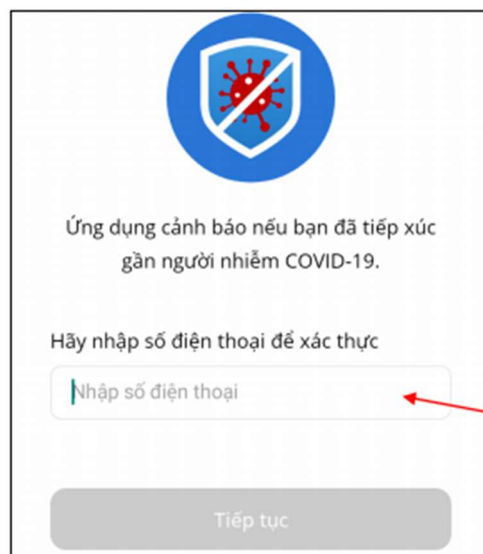 Ứng dụng cảnh báo nếu bạn đã tiếp xúc
gần người nhiễm COVID-19.
Hãy nhập số điện thoại để xác thực
Nhập số điện thoại
Tiếp tục